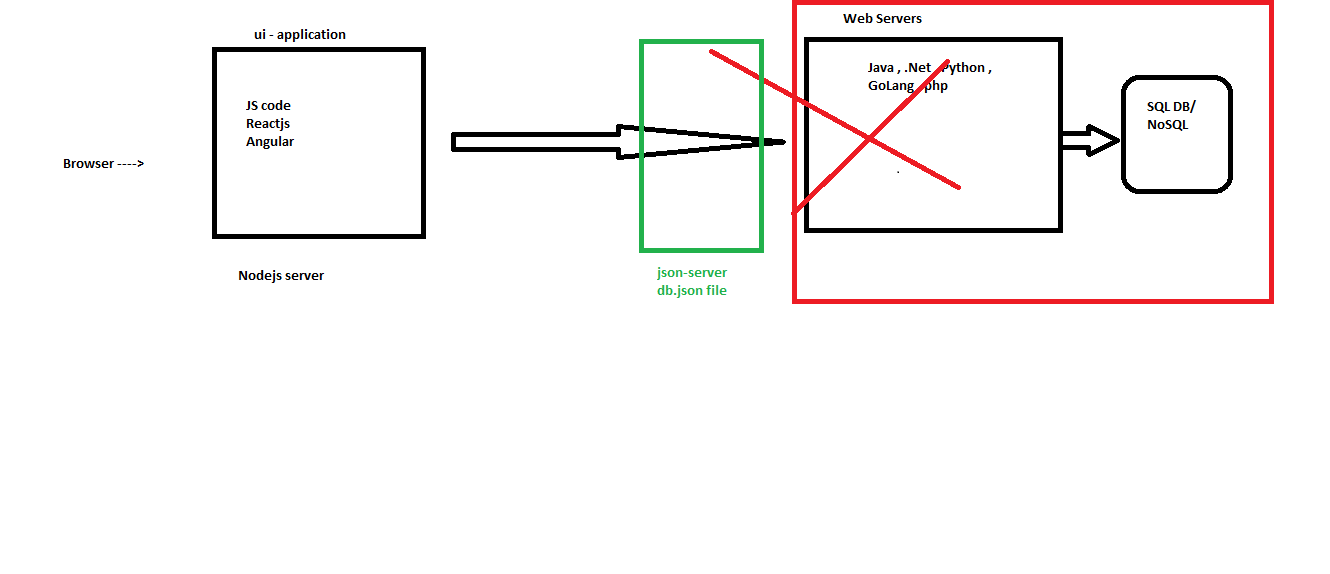 ui - application
JS code
Reactjs
Angular
Browser ---->
Nodejs server
json-server
db.json file
Web Servers
Java , .Net , Python ,
GoLang , php
SQL DB/
NoSQL